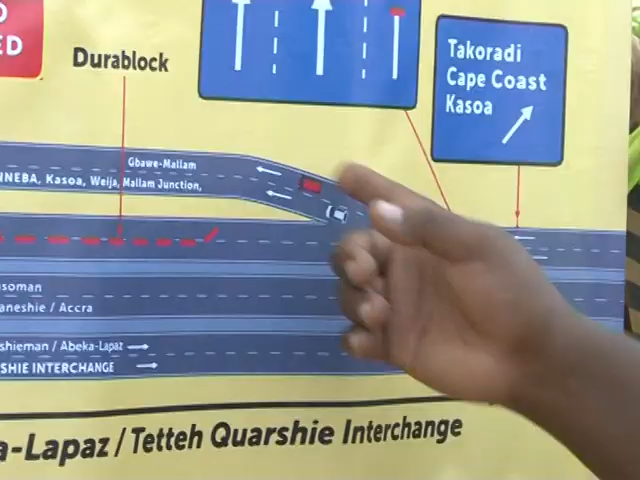 ED
Durablock
Takoradi
Cape Coast
Kasoa
Gbawe-Mallam
NNEBA, Kasoa, Weija, Mallam Junction,
soman
aneshie / Accra
shieman / Abeka-Lapaz
SHIE INTERCHANGE
a-Lapaz / Tetteh Quarshie Interchange